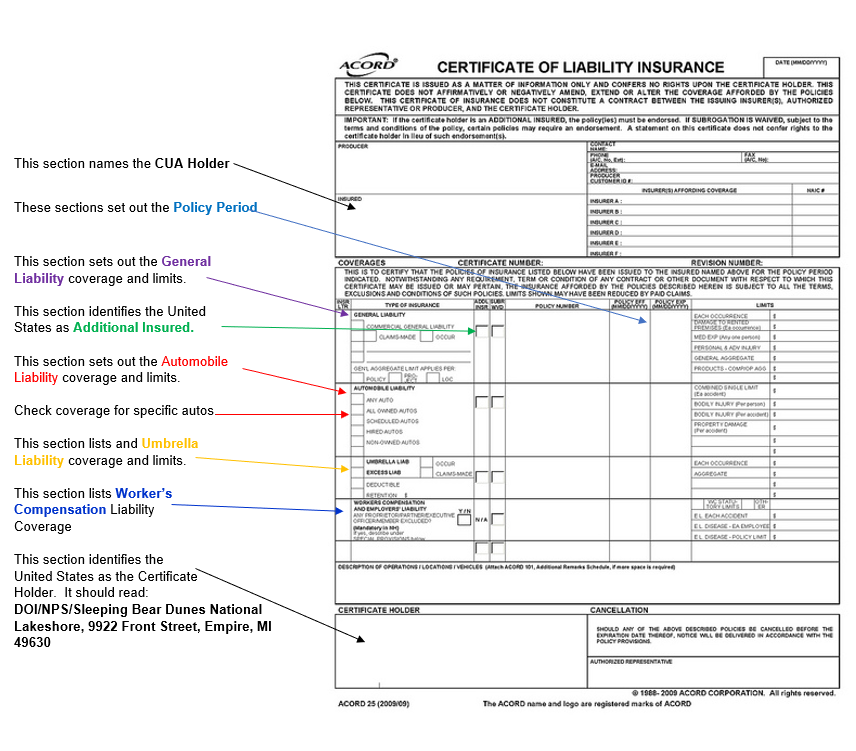 ACORD®
CERTIFICATE OF LIABILITY INSURANCE
DATE (MM/DD/YYYY)
THIS CERTIFICATE IS ISSUED AS A MATTER OF INFORMATION ONLY AND CONFERS NO RIGHTS UPON THE CERTIFICATE HOLDER. THIS
CERTIFICATE DOES NOT AFFIRMATIVELY OR NEGATIVELY AMEND, EXTEND OR ALTER THE COVERAGE AFFORDED BY THE POLICIES
BELOW. THIS CERTIFICATE OF INSURANCE DOES NOT CONSTITUTE A CONTRACT BETWEEN THE ISSUING INSURER(S), AUTHORIZED
REPRESENTATIVE OR PRODUCER, AND THE CERTIFICATE HOLDER.
IMPORTANT: If the certificate holder is an ADDITIONAL INSURED, the policy(ies) must be endorsed. If SUBROGATION IS WAIVED, subject to the
terms and conditions of the policy, certain policies may require an endorsement. A statement on this certificate does not confer rights to the
certificate holder in lieu of such endorsement(s).
PRODUCER
CONTACT
NAME:
PHONE
(A/C, No, Ext):
FAX
(A/C, No):
E-MAIL
ADDRESS:
PRODUCER
CUSTOMER ID #:
INSURER(S) AFFORDING COVERAGE
NAIC #
INSURED
INSURER A :
INSURER B :
INSURER C :
INSURER D :
INSURER E :
INSURER F :
This section names the CUA Holder
These sections set out the Policy Period
This section sets out the General
Liability coverage and limits.
This section identifies the United
States as Additional Insured.
This section sets out the Automobile
Liability coverage and limits.
Check coverage for specific autos
This section lists and Umbrella
Liability coverage and limits.
This section lists Worker's
Compensation Liability
Coverage
This section identifies the
United States as the Certificate
Holder. It should read:
DOI/NPS/Sleeping Bear Dunes National
Lakeshore, 9922 Front Street, Empire, MI
49630
COVERAGES
CERTIFICATE NUMBER:
REVISION NUMBER:
THIS IS TO CERTIFY THAT THE POLICIES OF INSURANCE LISTED BELOW HAVE BEEN ISSUED TO THE INSURED NAMED ABOVE FOR THE POLICY PERIOD
INDICATED. NOTWITHSTANDING ANY REQUIREMENT, TERM OR CONDITION OF ANY CONTRACT OR OTHER DOCUMENT WITH RESPECT TO WHICH THIS
CERTIFICATE MAY BE ISSUED OR MAY PERTAIN, THE INSURANCE AFFORDED BY THE POLICIES DESCRIBED HEREIN IS SUBJECT TO ALL THE TERMS,
EXCLUSIONS AND CONDITIONS OF SUCH POLICIES. LIMITS SHOWN MAY HAVE BEEN REDUCED BY PAID CLAIMS.
INSR
LTR
TYPE OF INSURANCE
ADDL
INSR
SUBR
WVD
POLICY NUMBER
POLICY EFF
(MM/DD/YYYY)
POLICY EXP
(MM/DD/YYYY)
LIMITS
GENERAL LIABILITY
COMMERCIAL GENERAL LIABILITY
CLAIMS-MADE
OCCUR
GEN'L AGGREGATE LIMIT APPLIES PER:
POLICY
PRO-
JECT
LOC
EACH OCCURRENCE $
DAMAGE TO RENTED
PREMISES (Ea occurrence) $
MED EXP (Any one person) $
PERSONAL & ADV INJURY $
GENERAL AGGREGATE $
PRODUCTS - COMP/OP AGG $
$
AUTOMOBILE LIABILITY
ANY AUTO
ALL OWNED AUTOS
SCHEDULED AUTOS
HIRED AUTOS
NON-OWNED AUTOS
COMBINED SINGLE LIMIT
(Ea accident) $
BODILY INJURY (Per person) $
BODILY INJURY (Per accident) $
PROPERTY DAMAGE
(Per accident) $
$
$
UMBRELLA LIAB
OCCUR
EXCESS LIAB
CLAIMS-MADE
DEDUCTIBLE
RETENTION $
EACH OCCURRENCE $
AGGREGATE $
$
$
WORKERS COMPENSATION
AND EMPLOYERS' LIABILITY
Y / N
ANY PROPRIETOR/PARTNER/EXECUTIVE
OFFICER/MEMBER EXCLUDED?
N / A
(Mandatory in NH)
If yes, describe under
SPECIAL PROVISIONS below
WC STATU-
TORY LIMITS
OTH-
ER
E.L. EACH ACCIDENT $
E.L. DISEASE - EA EMPLOYEE $
E.L. DISEASE - POLICY LIMIT $
DESCRIPTION OF OPERATIONS / LOCATIONS / VEHICLES (Attach ACORD 101, Additional Remarks Schedule, if more space is required)
CERTIFICATE HOLDER
CANCELLATION
SHOULD ANY OF THE ABOVE DESCRIBED POLICIES BE CANCELLED BEFORE THE
EXPIRATION DATE THEREOF, NOTICE WILL BE DELIVERED IN ACCORDANCE WITH THE
POLICY PROVISIONS.
AUTHORIZED REPRESENTATIVE
© 1988- 2009 ACORD CORPORATION. All rights reserved.
ACORD 25 (2009/09)
The ACORD name and logo are registered marks of ACORD